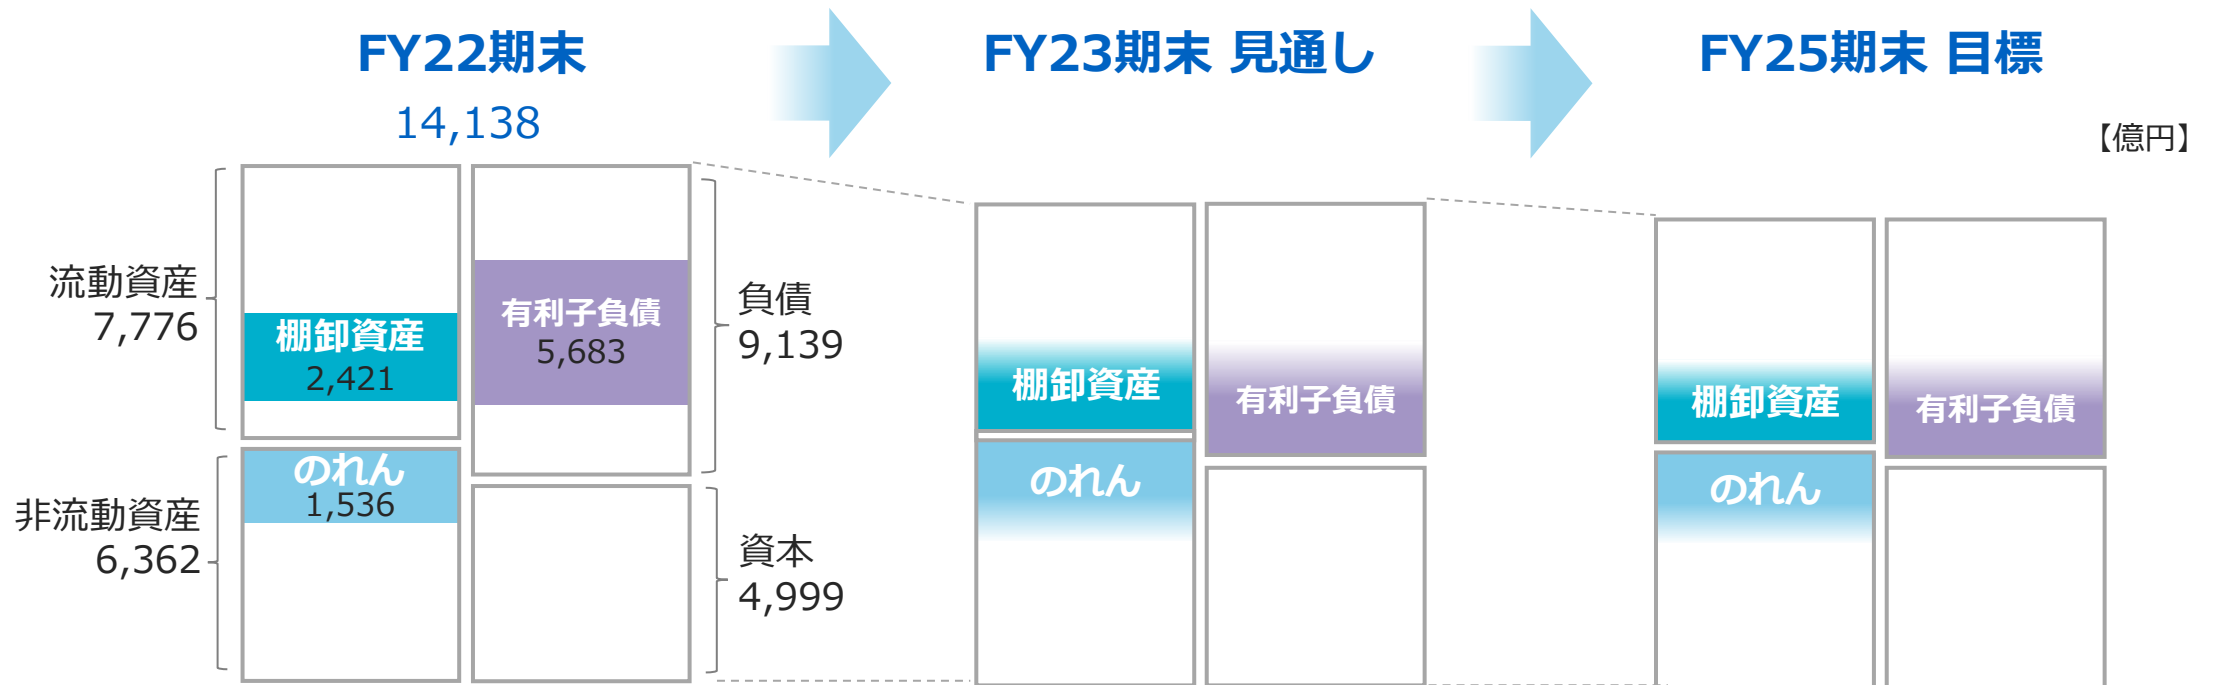 FY22期末
14,138
FY23期末 見通し
FY25期末 目標
【億円】
流動資産
7,776
棚卸資産
2,421
有利子負債
5,683
負債
9,139
のれん
1,536
非流動資産
6,362
資本
4,999
棚卸資産
有利子負債
のれん
棚卸資産
有利子負債
のれん